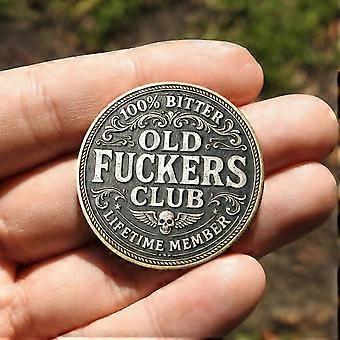 100% BITTER
OLD
FUCKERS
CLUB
LIFETIME MEMBER